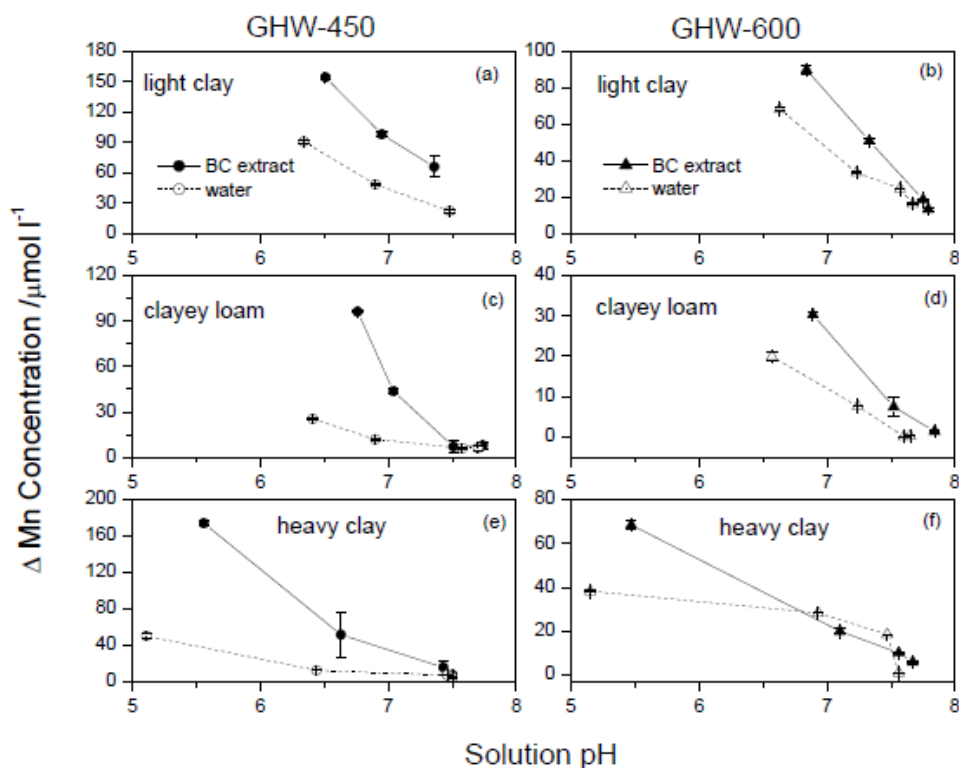 GHW-450
GHW-600
Δ Mn Concentration /μmol l⁻¹
180
150
120
90
60
30
0
light clay
(a)
BC extract
water
5 6 7 8
100
80
60
40
20
0
light clay
(b)
BC extract
water
5 6 7 8
120
90
60
30
0
clayey loam
(c)
5 6 7 8
40
30
20
10
0
clayey loam
(d)
5 6 7 8
200
160
120
80
40
0
heavy clay
(e)
5 6 7 8
80
60
40
20
0
heavy clay
(f)
5 6 7 8
Solution pH